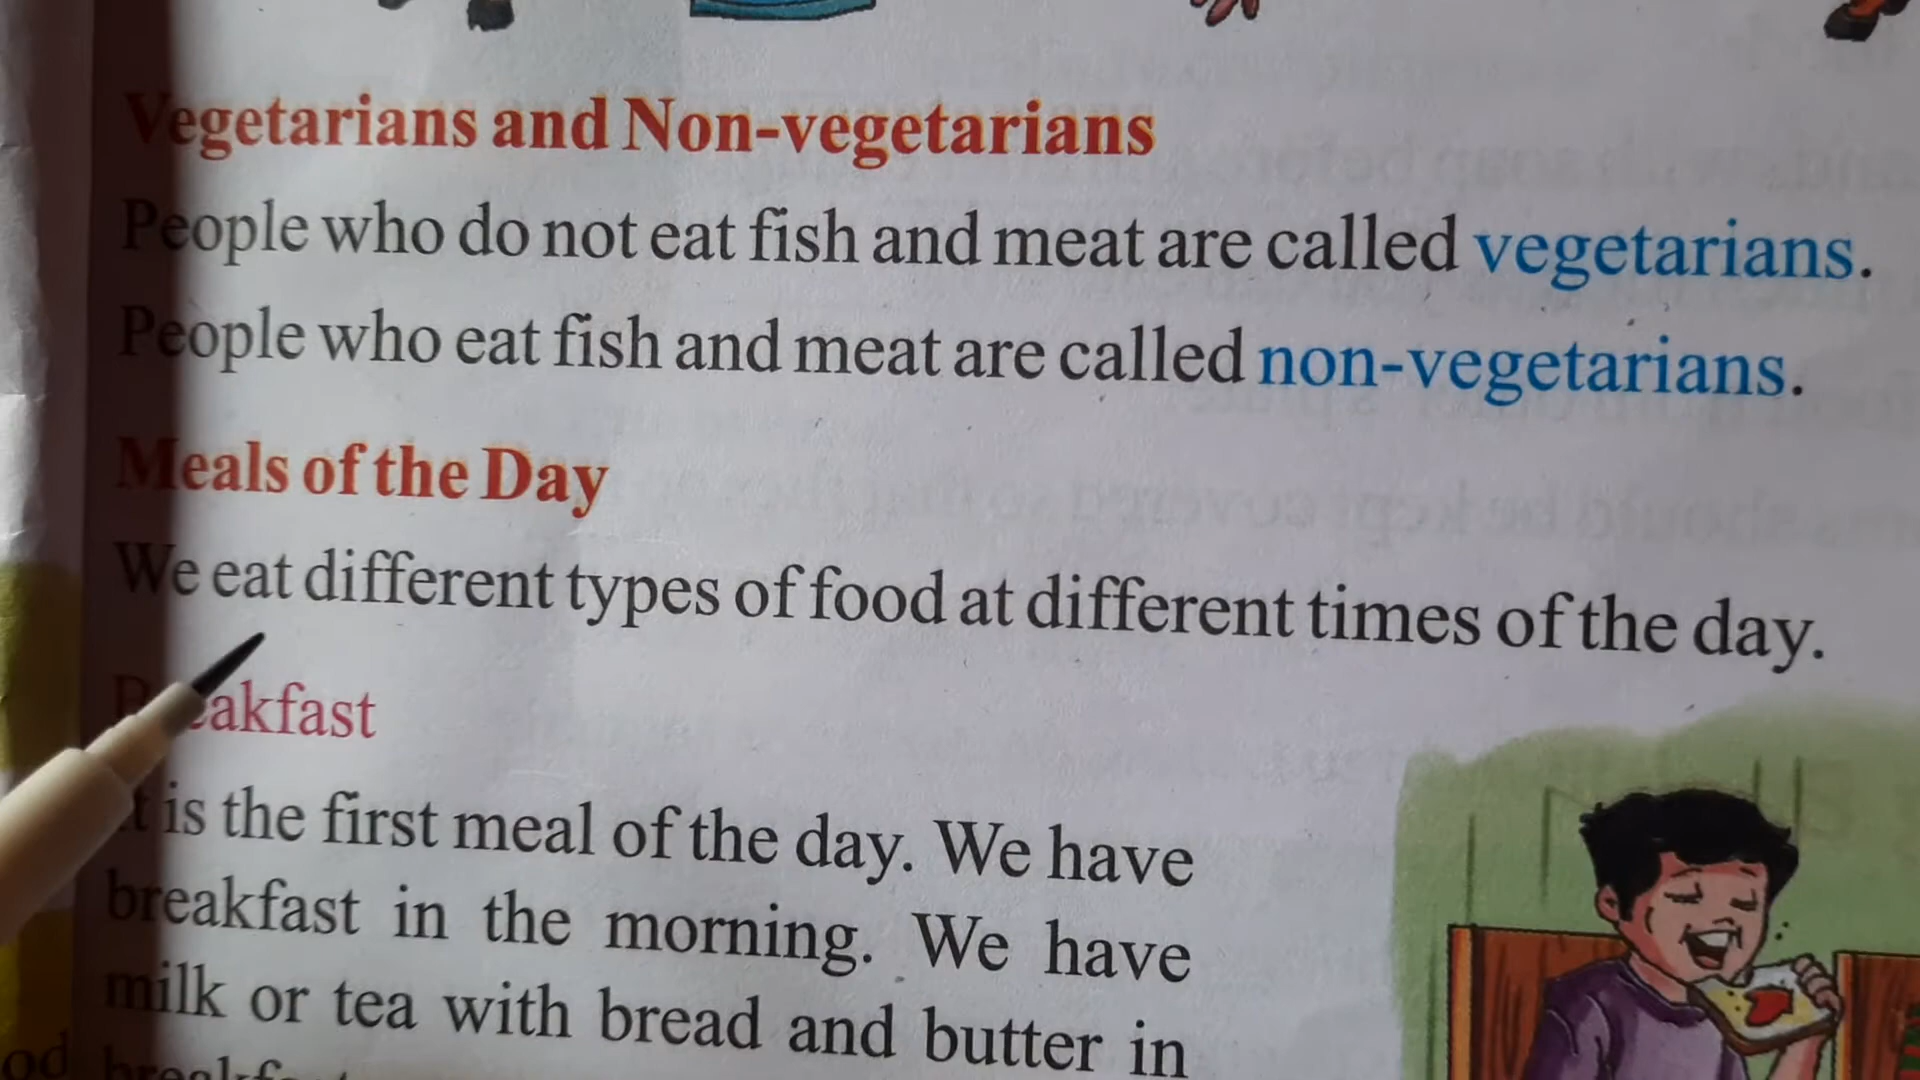 Vegetarians and Non-vegetarians
People who do not eat fish and meat are called vegetarians.
People who eat fish and meat are called non-vegetarians.
Meals of the Day
We eat different types of food at different times of the day.
Breakfast
It is the first meal of the day. We have
breakfast in the morning. We have
milk or tea with bread and butter in